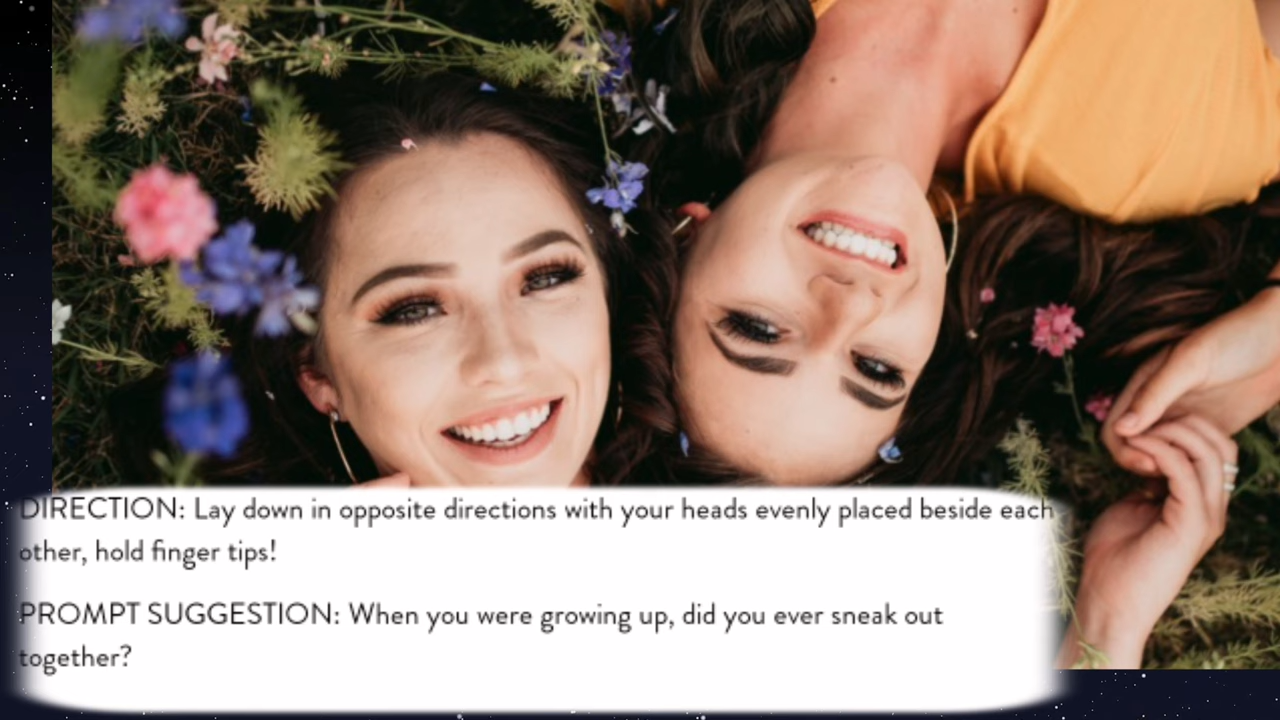 DIRECTION: Lay down in opposite directions with your heads evenly placed beside each
other, hold finger tips!
PROMPT SUGGESTION: When you were growing up, did you ever sneak out
together?